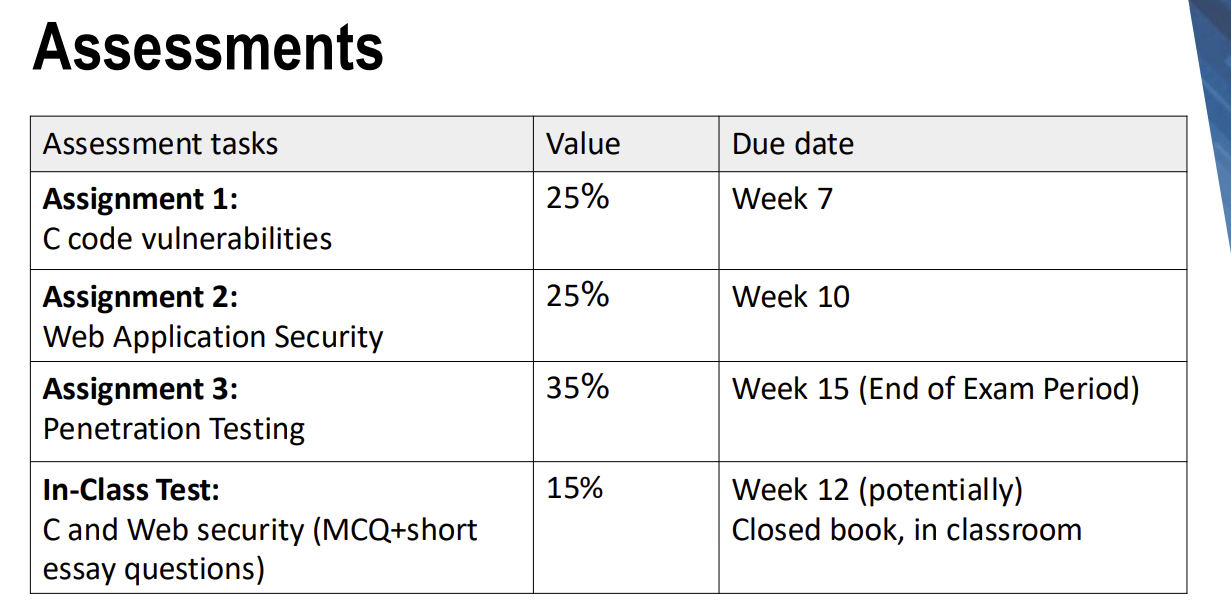 Assessments
Assessment tasks
Value
Due date
Assignment 1:
C code vulnerabilities
25%
Week 7
Assignment 2:
Web Application Security
25%
Week 10
Assignment 3:
Penetration Testing
35%
Week 15 (End of Exam Period)
In-Class Test:
C and Web security (MCQ+short
essay questions)
15%
Week 12 (potentially)
Closed book, in classroom